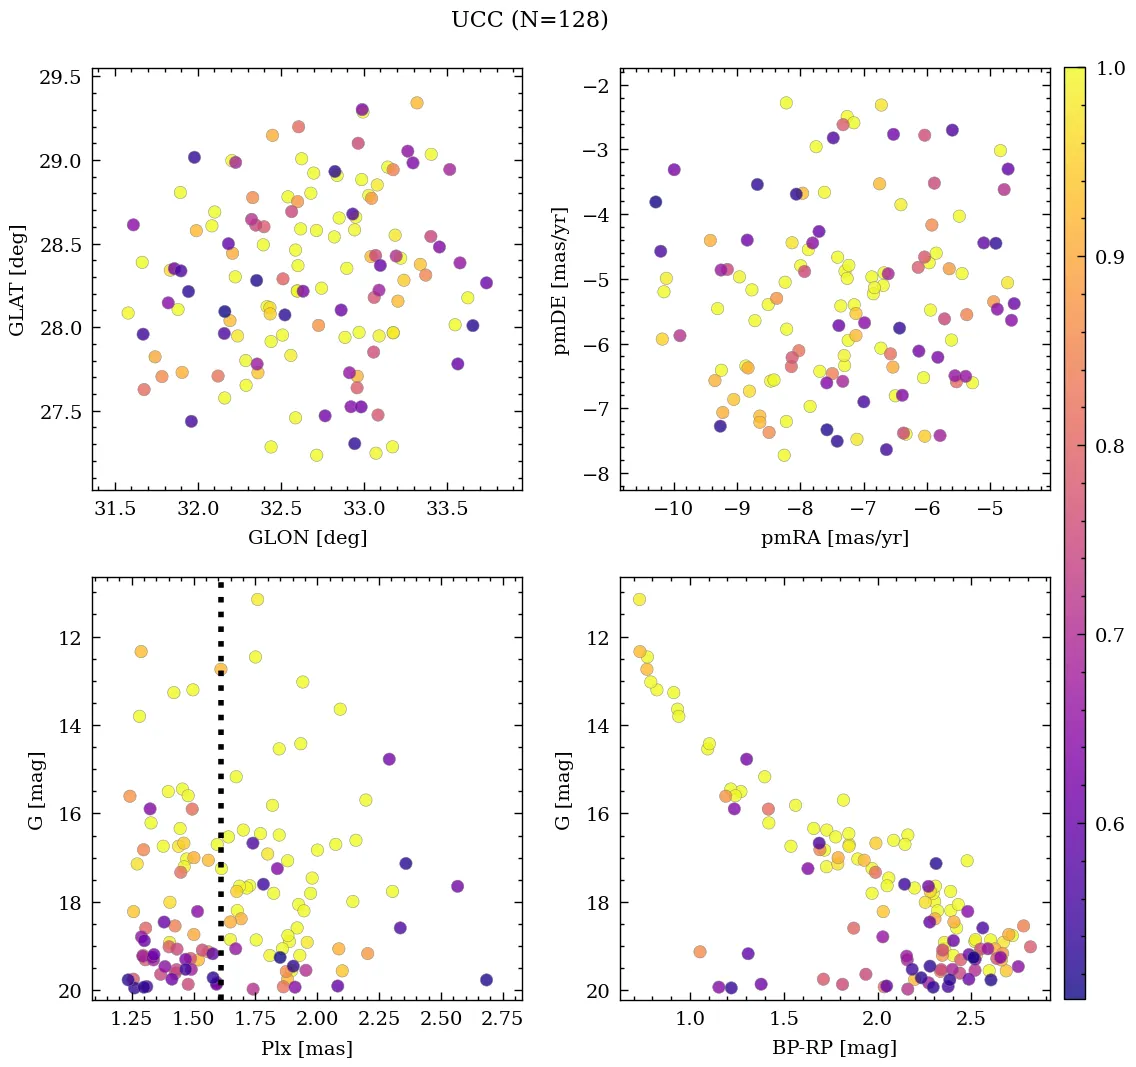 UCC (N=128)
29.5
29.0
28.5
28.0
27.5
GLAT [deg]
31.5 32.0 32.5 33.0 33.5
GLON [deg]
−2
−3
−4
−5
−6
−7
−8
pmDE [mas/yr]
−10 −9 −8 −7 −6 −5
pmRA [mas/yr]
1.0
0.9
0.8
0.7
0.6
12
14
16
18
20
G [mag]
1.25 1.50 1.75 2.00 2.25 2.50 2.75
Plx [mas]
12
14
16
18
20
G [mag]
1.0 1.5 2.0 2.5
BP-RP [mag]